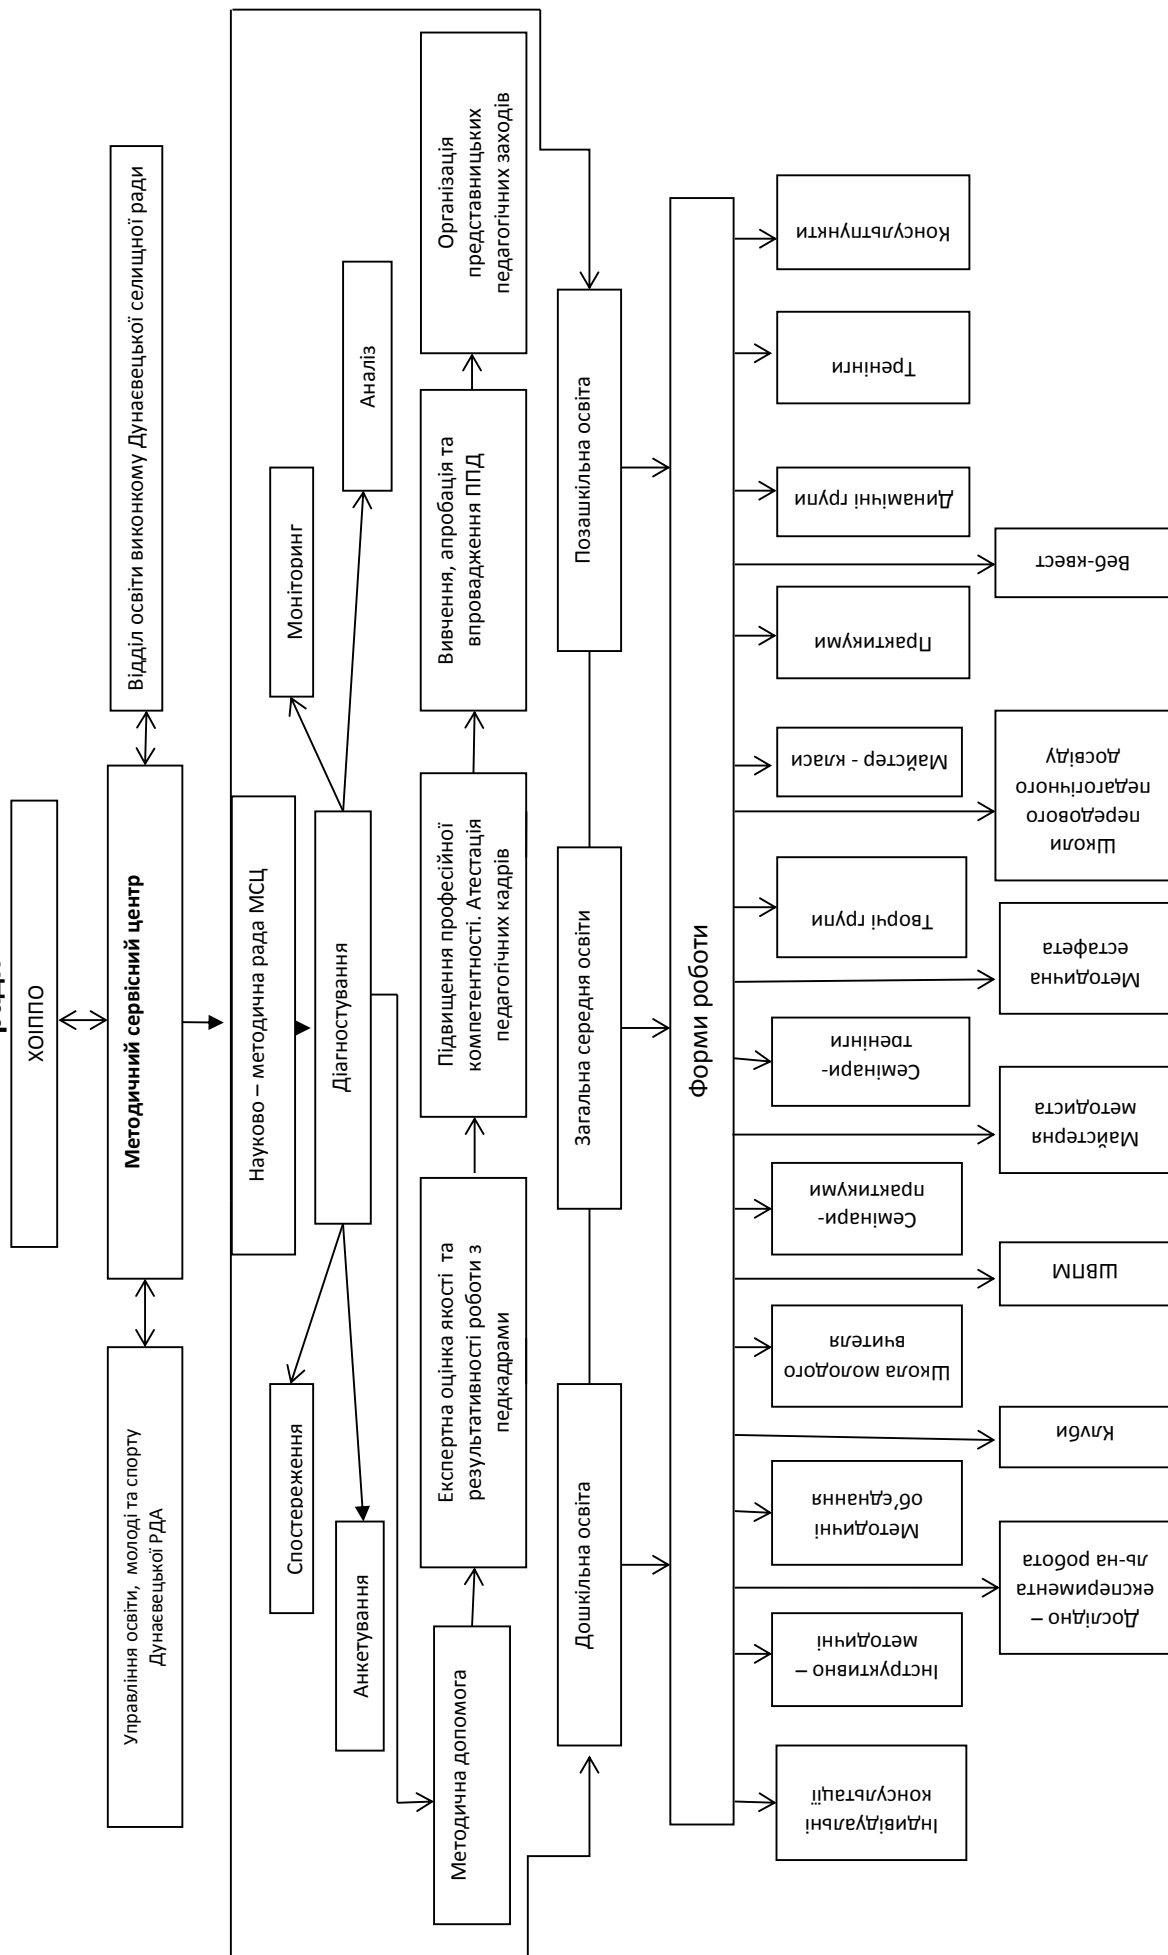 ХОІППО
Управління освіти, молоді та спорту
Дунаєвецької РДА
Методичний сервісний центр
Відділ освіти виконкому Дунаєвецької селищної ради
Науково – методична рада МСЦ
Спостереження
Моніторинг
Діагностування
Анкетування
Аналіз
Методична допомога
Експертна оцінка якості та
результативності роботи з
педкадрами
Підвищення професійної
компетентності. Атестація
педагогічних кадрів
Вивчення, апробація та
впровадження ППД
Організація
представницьких
педагогічних заходів
Дошкільна освіта
Загальна середня освіти
Позашкільна освіта
Форми роботи
Індивідуальні
консультації
Інструктивно –
методичні
Методичні
об’єднання
Школа молодого
вчителя
Семінари-
практикуми
Семінари-
тренінги
Творчі групи
Майстер - класи
Практикуми
Динамічні групи
Тренінги
Консультпункти
Дослідно –
експеримента
ль-на робота
Клуби
ШВПМ
Майстерня
методиста
Методична
естафета
Школи
передового
педагогічного
досвіду
Веб-квест